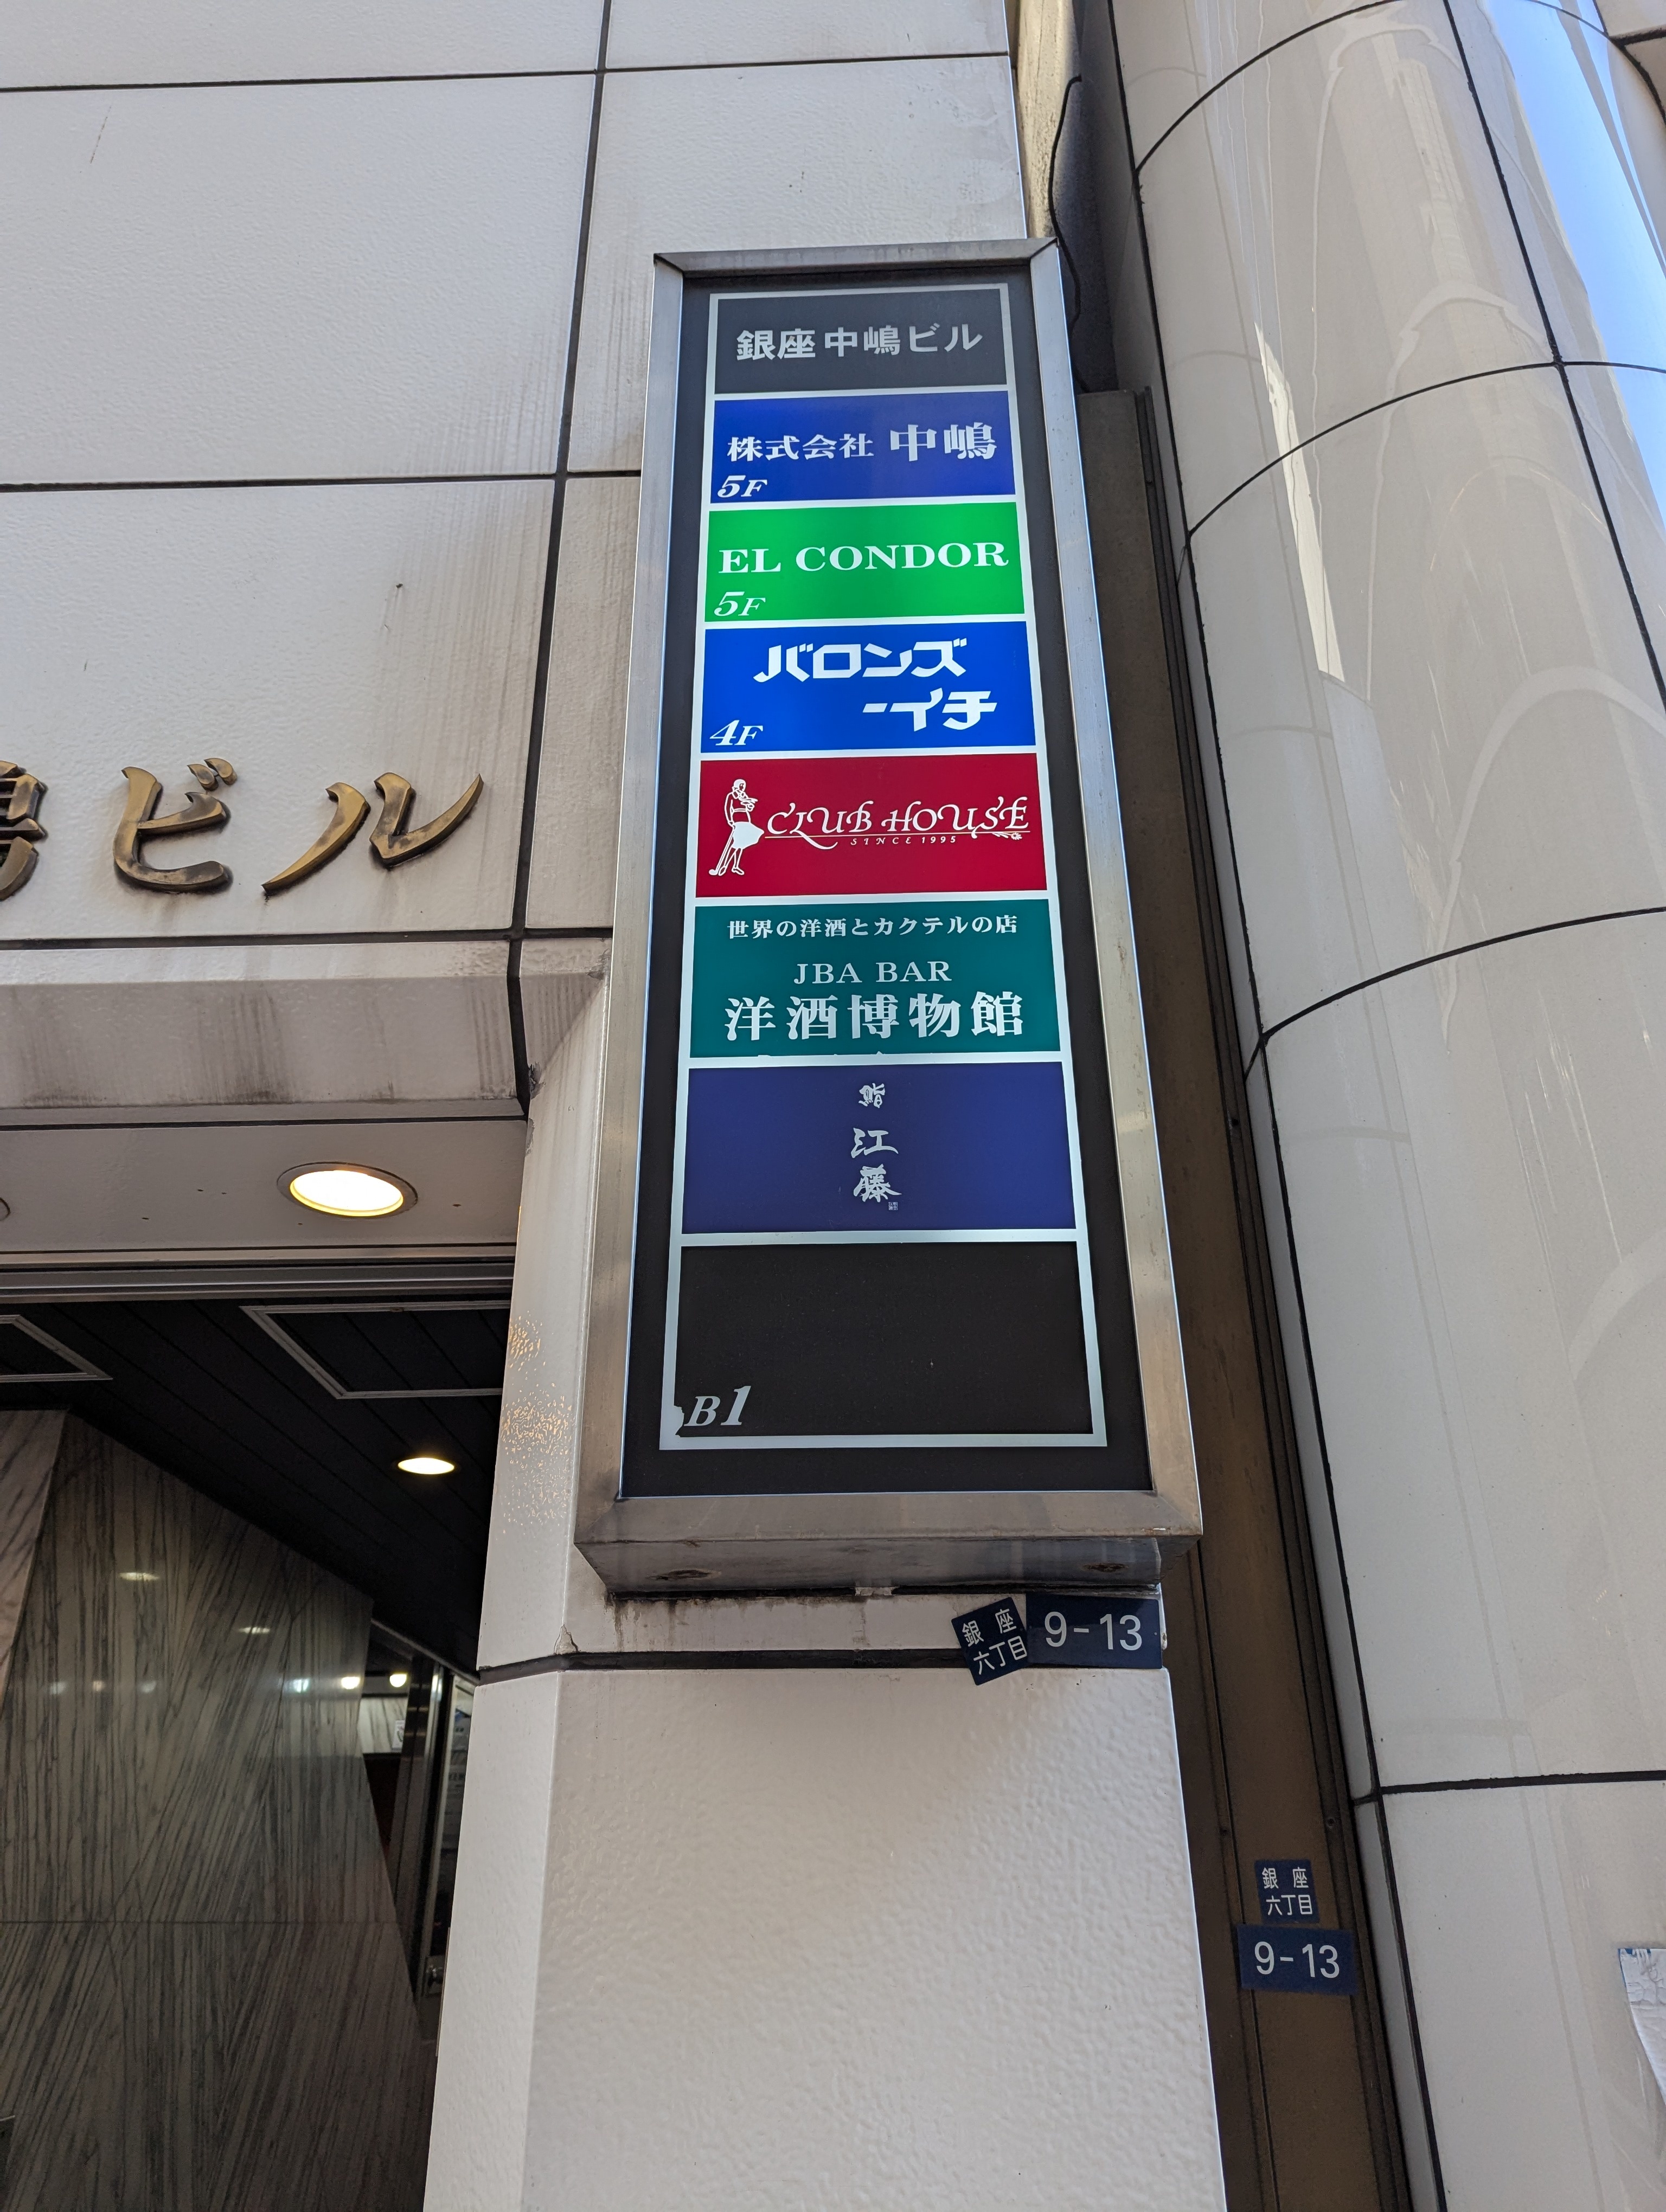 銀座中嶋ビル
株式会社 中嶋
5F
EL CONDOR
5F
バロンズ
ーイチ
4F
CLUB HOUSE
SINCE 1995
世界の洋酒とカクテルの店
JBA BAR
洋酒博物館
鮨
江
藤
B1
嶋ビル
銀座
六丁目
9-13
銀座
六丁目
9-13